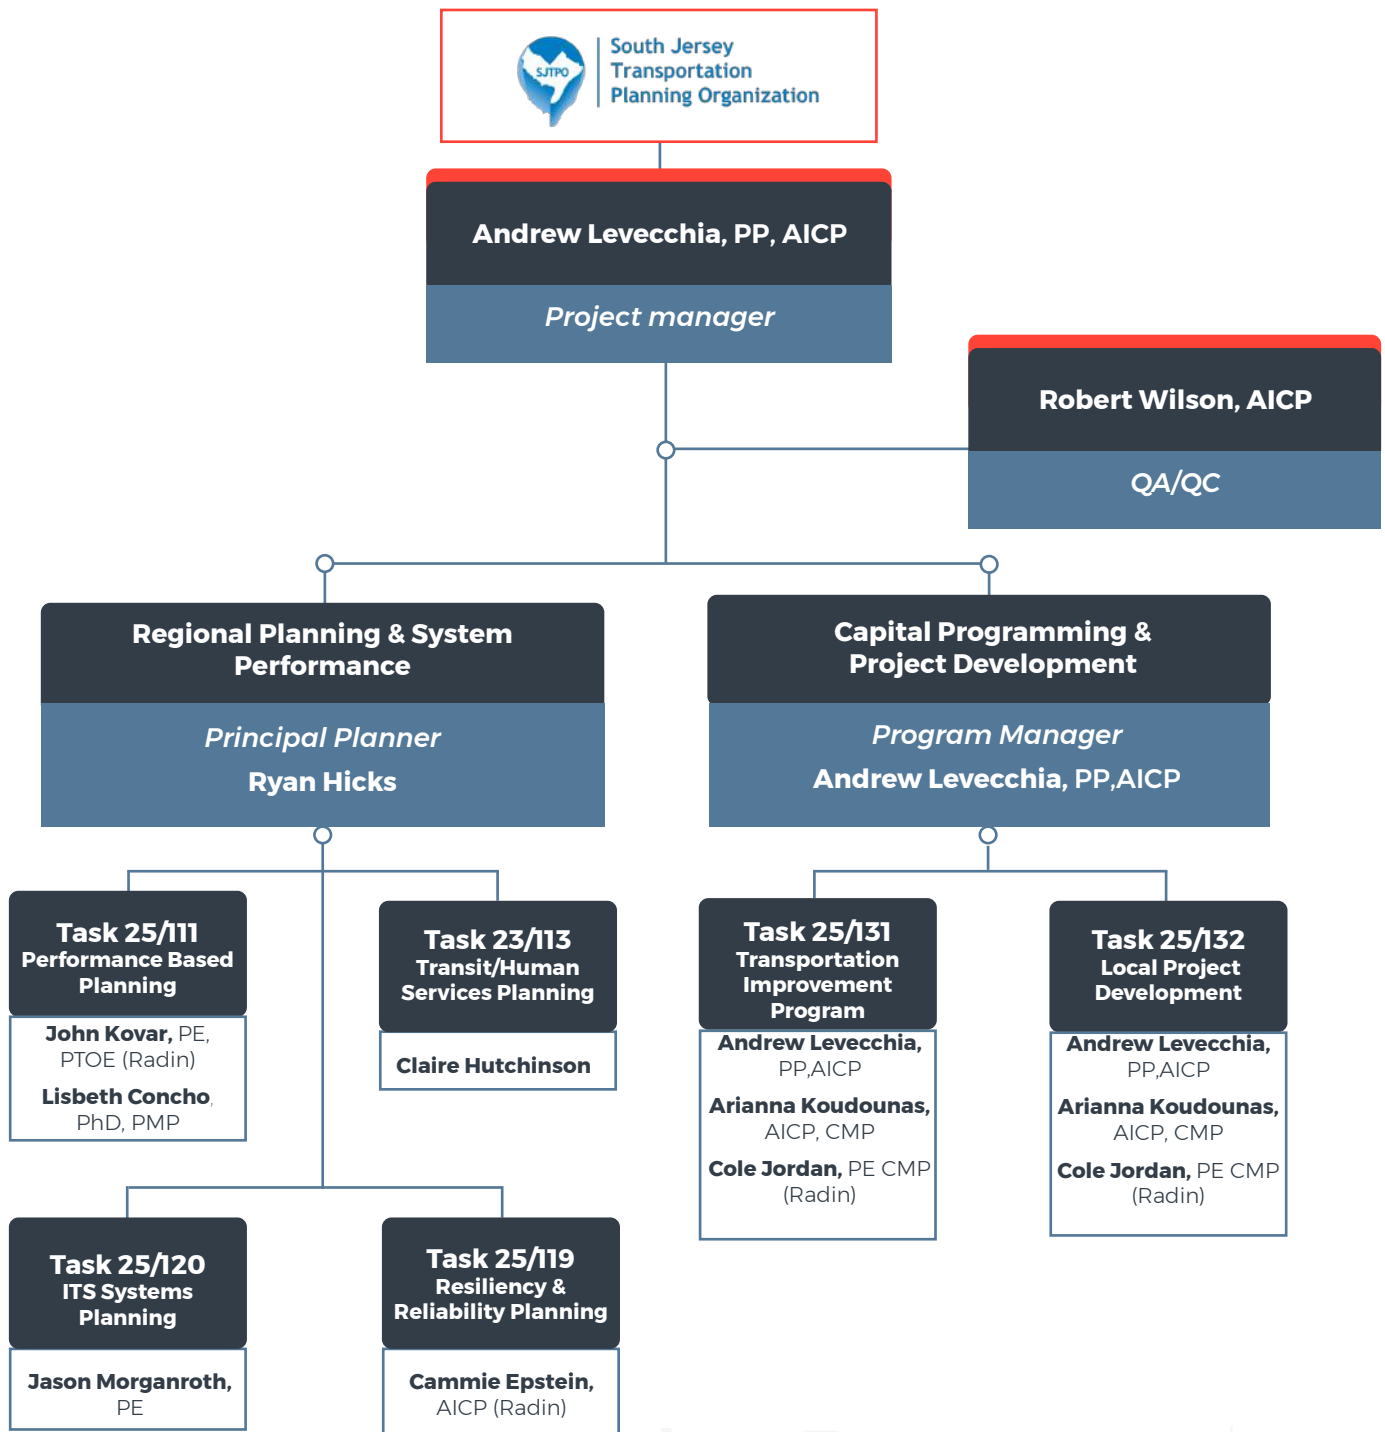 SJTPO
South Jersey
Transportation
Planning Organization
Andrew Levecchia, PP, AICP
Project manager
Robert Wilson, AICP
QA/QC
Regional Planning & System
Performance
Principal Planner
Ryan Hicks
Capital Programming &
Project Development
Program Manager
Andrew Levecchia, PP,AICP
Task 25/111
Performance Based
Planning
John Kovar, PE,
PTOE (Radin)
Lisbeth Concho,
PhD, PMP
Task 23/113
Transit/Human
Services Planning
Claire Hutchinson
Task 25/131
Transportation
Improvement
Program
Andrew Levecchia,
PP,AICP
Arianna Koudounas,
AICP, CMP
Cole Jordan, PE CMP
(Radin)
Task 25/132
Local Project
Development
Andrew Levecchia,
PP,AICP
Arianna Koudounas,
AICP, CMP
Cole Jordan, PE CMP
(Radin)
Task 25/120
ITS Systems
Planning
Jason Morganroth,
PE
Task 25/119
Resiliency &
Reliability Planning
Cammie Epstein,
AICP (Radin)